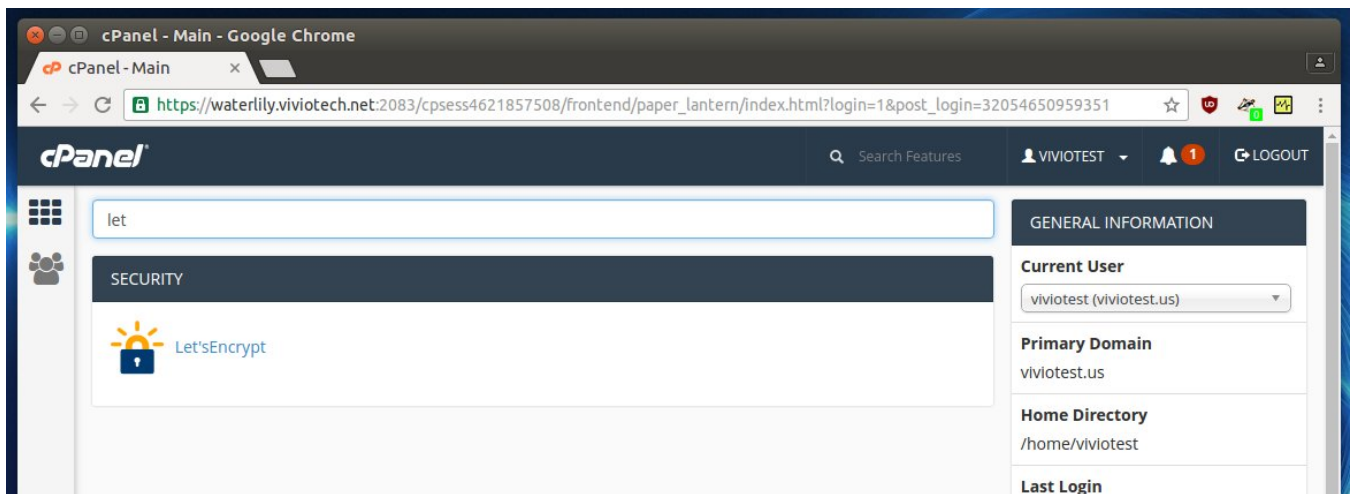 cPanel - Main - Google Chrome
cP cPanel - Main
https://waterlily.viviotech.net:2083/cpsess4621857508/frontend/paper_lantern/index.html?login=1&post_login=32054650959351
0
cPanel
Search Features
VIVIOTEST
1
LOGOUT
let
SECURITY
Let'sEncrypt
GENERAL INFORMATION
Current User
viviotest (viviotest.us)
Primary Domain
viviotest.us
Home Directory
/home/viviotest
Last Login